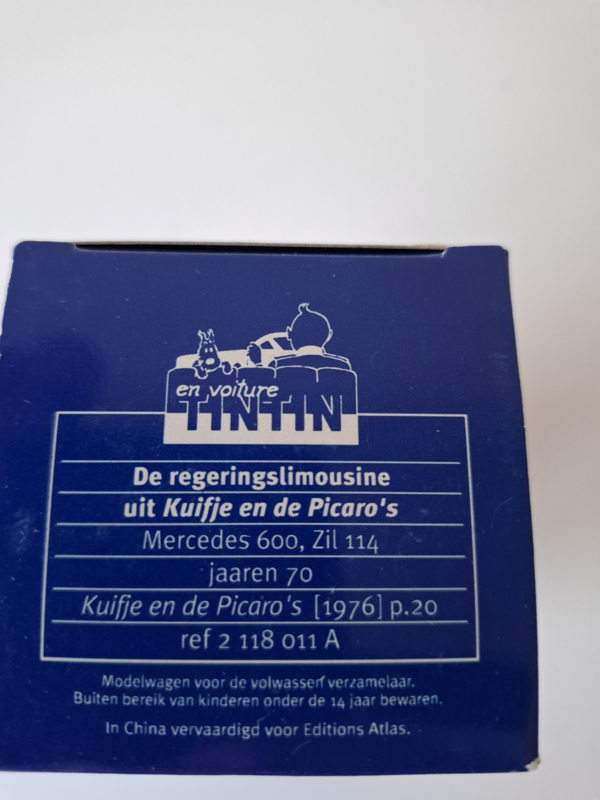 en voiture
TINTIN
De regeringslimousine
uit Kuifje en de Picaro's
Mercedes 600, Zil 114
jaaren 70
Kuifje en de Picaro's [1976] p.20
ref 2 118 011 A
Modelwagen voor de volwassen verzamelaar.
Buiten bereik van kinderen onder de 14 jaar bewaren.
In China vervaardigd voor Editions Atlas.